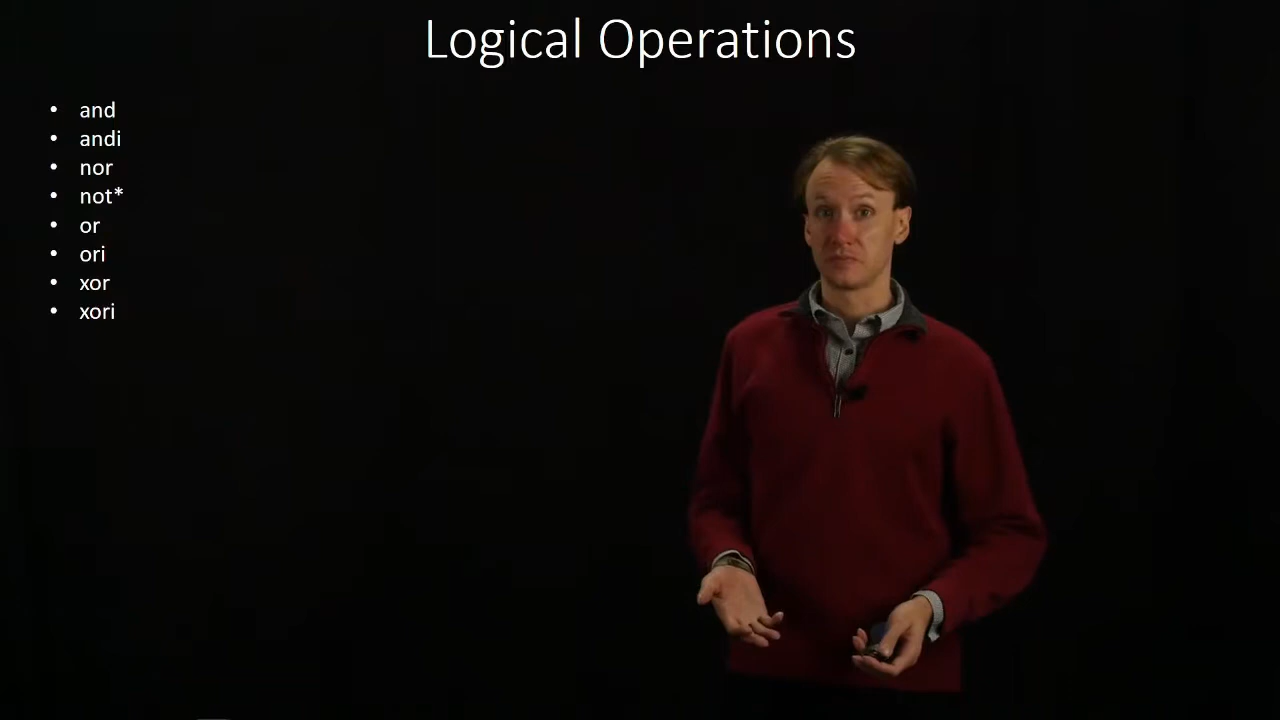 Logical Operations
• and
• andi
• nor
• not*
• or
• ori
• xor
• xori